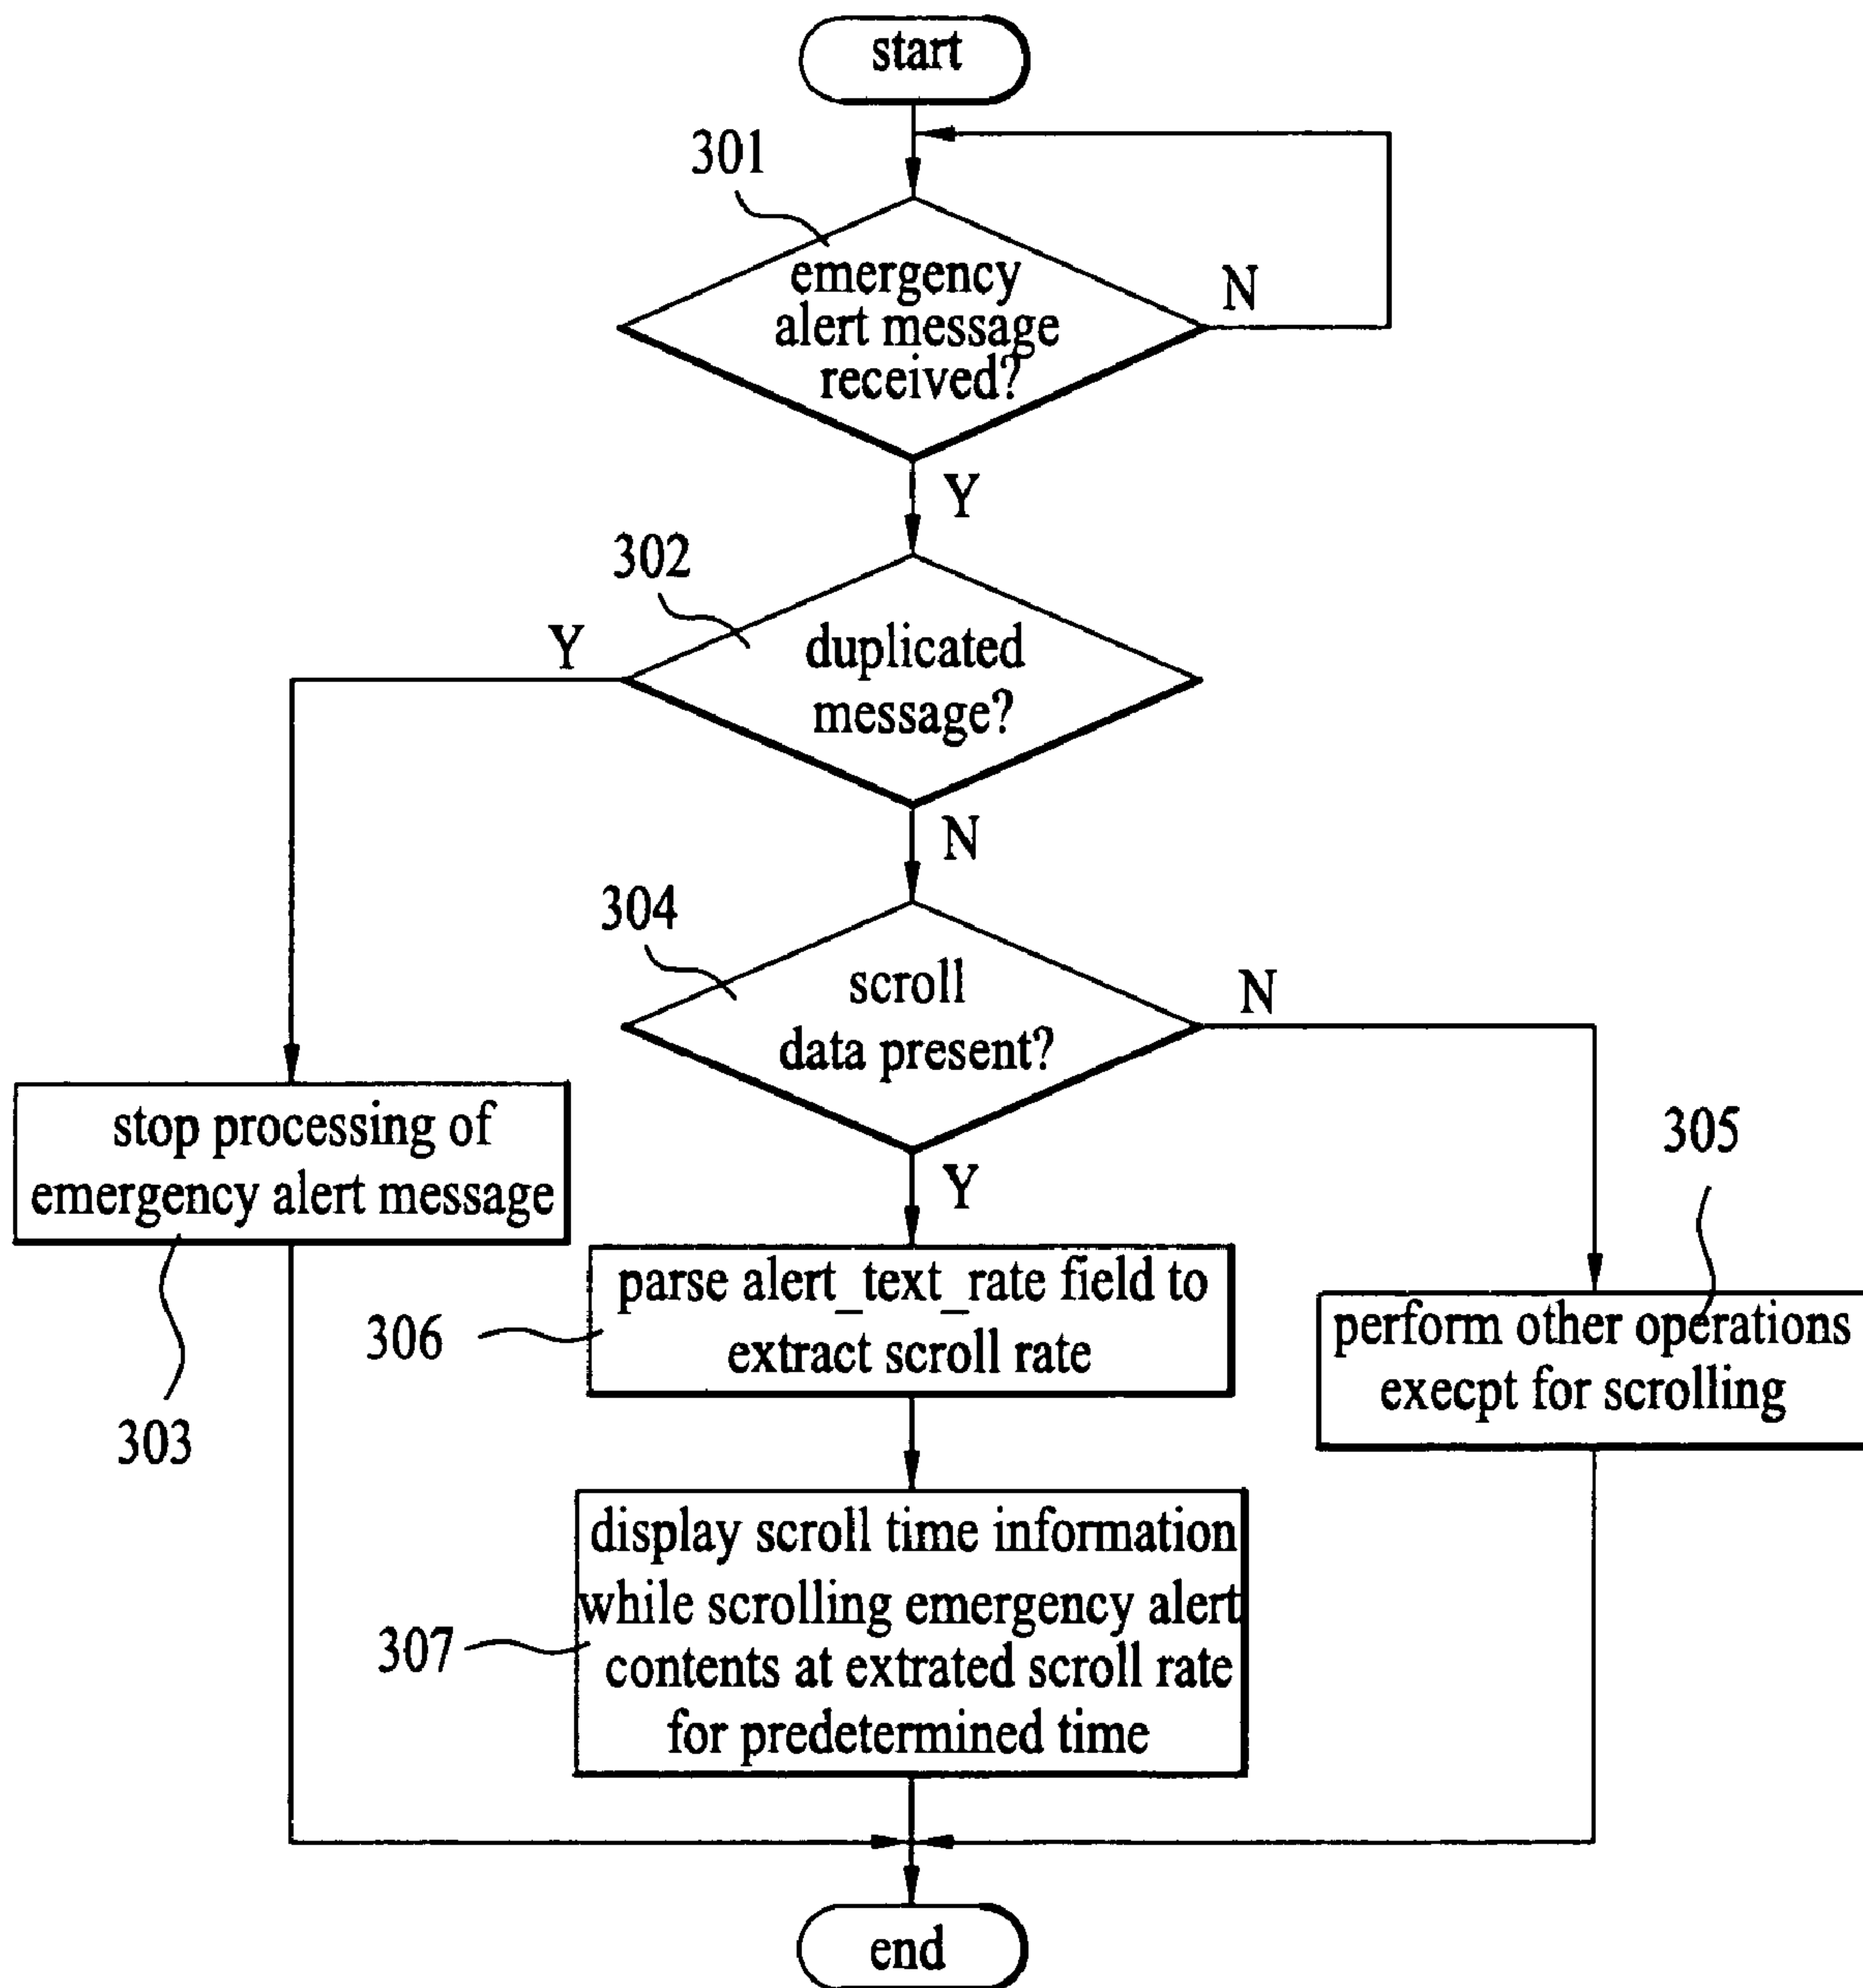 start
301
emergency
alert message
received?
N
Y
302
Y
duplicated
message?
N
304
scroll
data present?
N
Y
stop processing of
emergency alert message
303
305
perform other operations
execpt for scrolling
306
parse alert_text_rate field to
extract scroll rate
307
display scroll time information
while scrolling emergency alert
contents at extrated scroll rate
for predetermined time
end